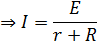 ⇒ I = E / (r + R)